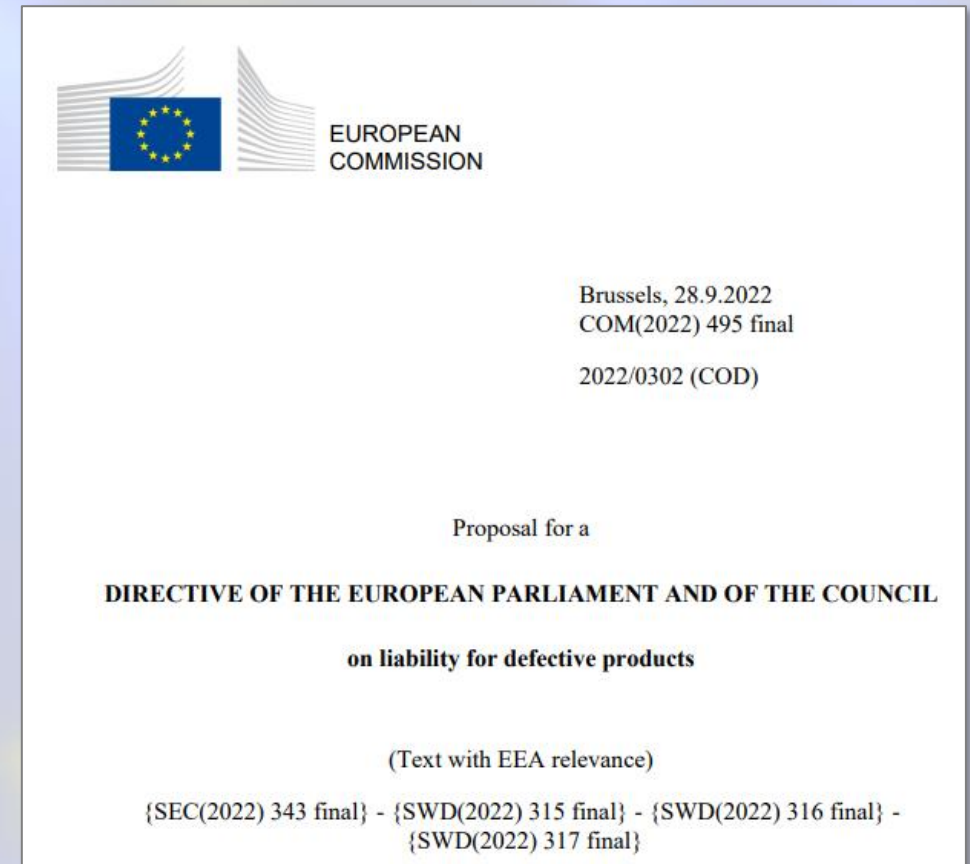 EUROPEAN
COMMISSION
Brussels, 28.9.2022
COM(2022) 495 final
2022/0302 (COD)
Proposal for a
DIRECTIVE OF THE EUROPEAN PARLIAMENT AND OF THE COUNCIL
on liability for defective products
(Text with EEA relevance)
{SEC(2022) 343 final} - {SWD(2022) 315 final} - {SWD(2022) 316 final} -
{SWD(2022) 317 final}